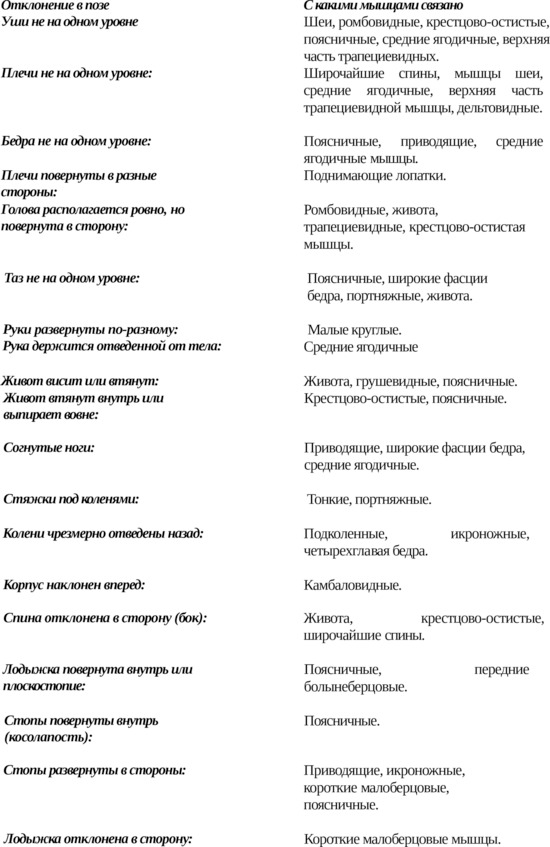 Отклонение в позе С какими мышцами связано
Уши не на одном уровне Шеи, ромбовидные, крестцово-остистые,
поясничные, средние ягодичные, верхняя
часть трапециевидных.
Плечи не на одном уровне: Широчайшие спины, мышцы шеи,
средние ягодичные, верхняя часть
трапециевидной мышцы, дельтовидные.
Бедра не на одном уровне: Поясничные, приводящие, средние
ягодичные мышцы.
Плечи повернуты в разные Поднимающие лопатки.
стороны:
Голова располагается ровно, но Ромбовидные, живота,
повернута в сторону: трапециевидные, крестцово-остистая
мышцы.
Таз не на одном уровне: Поясничные, широкие фасции
бедра, портняжные, живота.
Руки развернуты по-разному: Малые круглые.
Рука держится отведенной от тела: Средние ягодичные
Живот висит или втянут: Живота, грушевидные, поясничные.
Живот втянут внутрь или Крестцово-остистые, поясничные.
выпирает вовне:
Согнутые ноги: Приводящие, широкие фасции бедра,
средние ягодичные.
Стяжки под коленями: Тонкие, портняжные.
Колени чрезмерно отведены назад: Подколенные, икроножные,
четырехглавая бедра.
Корпус наклонен вперед: Камбаловидные.
Спина отклонена в сторону (бок): Живота, крестцово-остистые,
широчайшие спины.
Лодыжка повернута внутрь или Поясничные, передние
плоскостопие: болынеберцовые.
Стопы повернуты внутрь Поясничные.
(косолапость):
Стопы развернуты в стороны: Приводящие, икроножные,
короткие малоберцовые,
поясничные.
Лодыжка отклонена в сторону: Короткие малоберцовые мышцы.